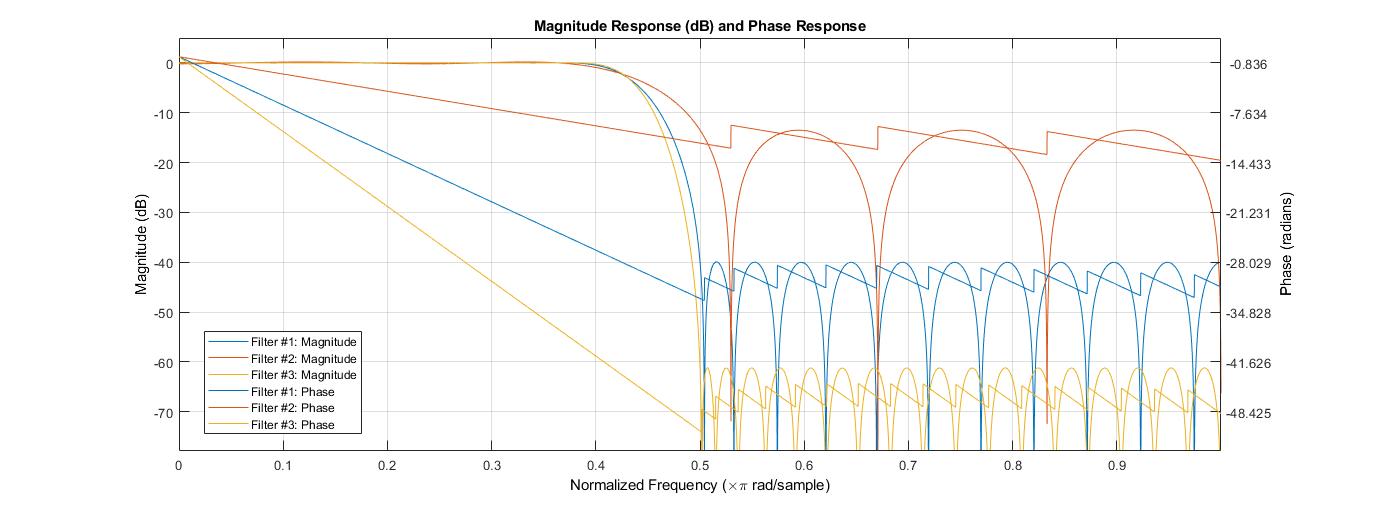 Magnitude Response (dB) and Phase Response
0
-10
-20
-30
-40
-50
-60
-70
Magnitude (dB)
-0.836
-7.634
-14.433
-21.231
-28.029
-34.828
-41.626
-48.425
Phase (radians)
Filter #1: Magnitude
Filter #2: Magnitude
Filter #3: Magnitude
Filter #1: Phase
Filter #2: Phase
Filter #3: Phase
0 0.1 0.2 0.3 0.4 0.5 0.6 0.7 0.8 0.9
Normalized Frequency (×π rad/sample)